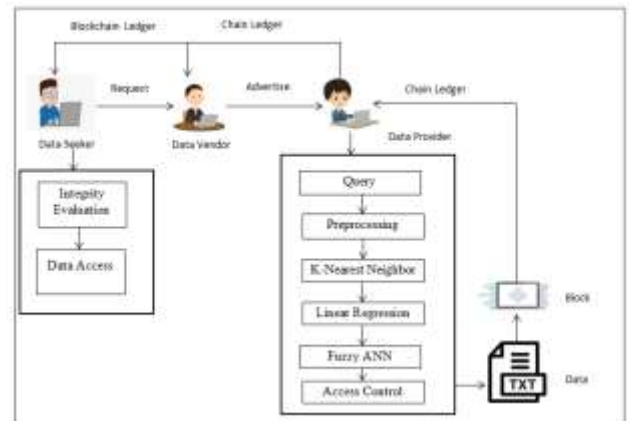 Blockchain Ledger
Chain Ledger
Request
Advertise
Chain Ledger
Data Seeker
Data Vendor
Data Provider
Integrity
Evaluation
Data Access
Query
Preprocessing
K-Nearest Neighbor
Linear Regression
Fuzzy ANN
Access Control
Block
TXT
Data